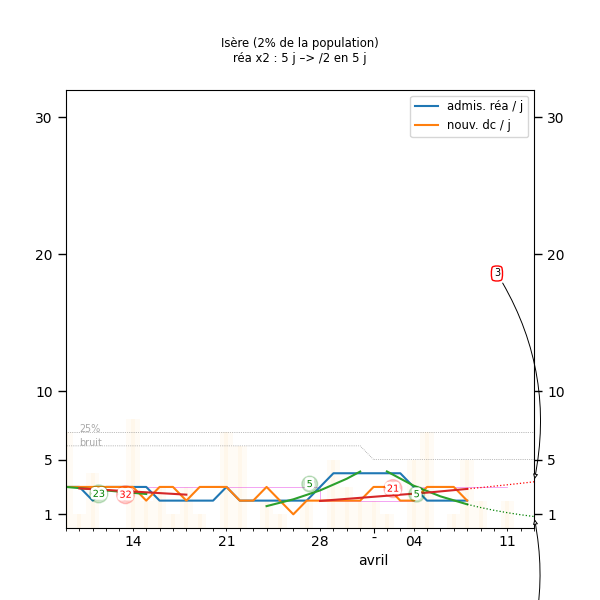 Isère (2% de la population)
réa x2 : 5 j –> /2 en 5 j
admis. réa / j
nouv. dc / j
30 30
20 20
3
10 10
25%
bruit
5 5
5 21
23 32 5
1 1
14 21 28 - 04 11
avril